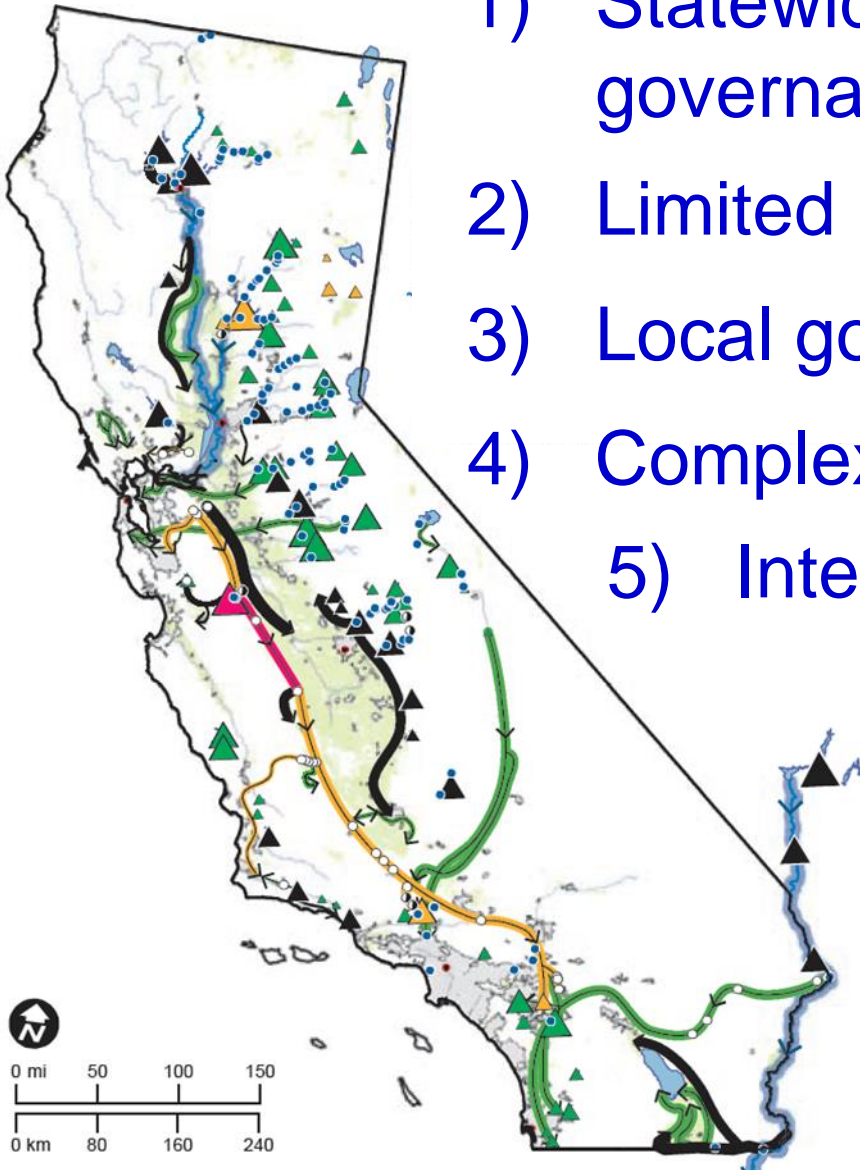 1) Statewid
governa
2) Limited
3) Local go
4) Complex
5) Inte
N
0 mi 50 100 150
0 km 80 160 240